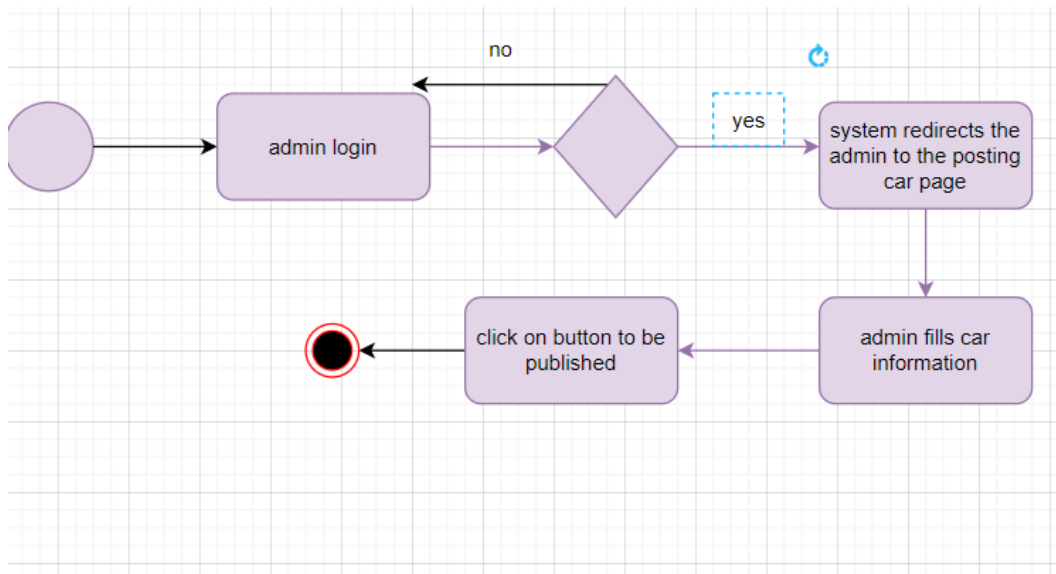 no
admin login
yes
system redirects the
admin to the posting
car page
click on button to be
published
admin fills car
information